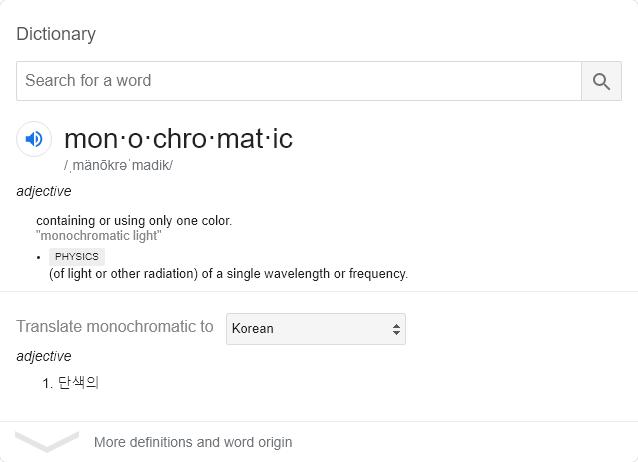 Dictionary
Search for a word
mon·o·chro·mat·ic
/ˌmänōkrəˈmadik/
adjective
containing or using only one color.
"monochromatic light"
• PHYSICS
(of light or other radiation) of a single wavelength or frequency.
Translate monochromatic to Korean
adjective
1. 단색의
More definitions and word origin